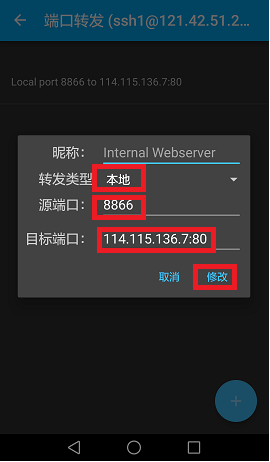 端口转发 (ssh1@121.42.51.2...
Local port 8866 to 114.115.136.7:80
昵称： Internal Webserver
转发类型 本地
源端口： 8866
目标端口： 114.115.136.7:80
取消 修改